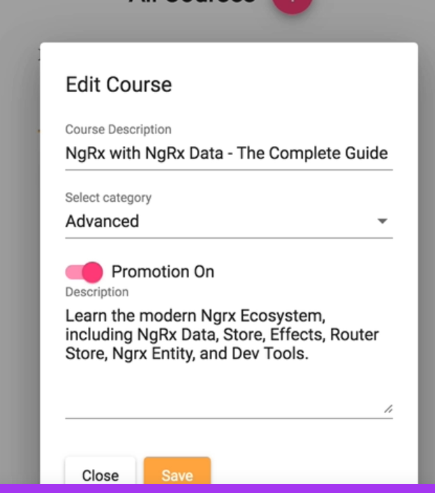 All Courses
Edit Course
Course Description
NgRx with NgRx Data - The Complete Guide
Select category
Advanced
Promotion On
Description
Learn the modern Ngrx Ecosystem,
including NgRx Data, Store, Effects, Router
Store, Ngrx Entity, and Dev Tools.
Close
Save